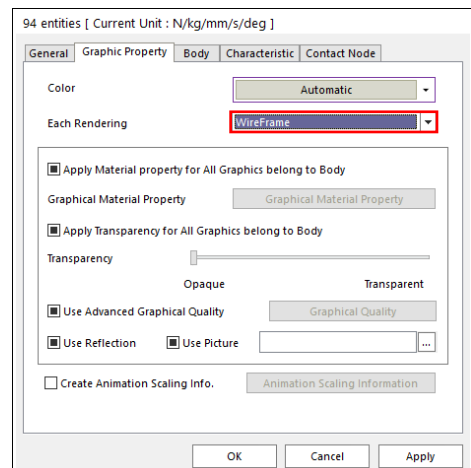 94 entities [ Current Unit : N/kg/mm/s/deg ]
General Graphic Property Body Characteristic Contact Node
Color Automatic
Each Rendering WireFrame
Apply Material property for All Graphics belong to Body
Graphical Material Property Graphical Material Property
Apply Transparency for All Graphics belong to Body
Transparency
Opaque Transparent
Use Advanced Graphical Quality Graphical Quality
Use Reflection Use Picture ...
Create Animation Scaling Info. Animation Scaling Information
OK Cancel Apply